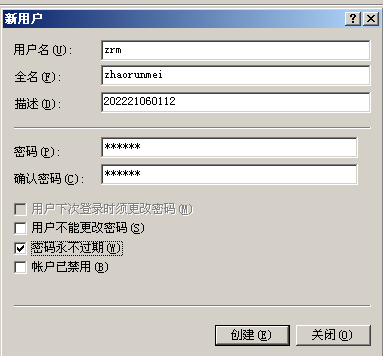 新用户
用户名(U): zrm
全名(F): zhaorunmei
描述(D): 202221060112
密码(P): ******
确认密码(C): ******
用户下次登录时须更改密码(M)
用户不能更改密码(S)
密码永不过期(W)
帐户已禁用(B)
创建(E) 关闭(O)